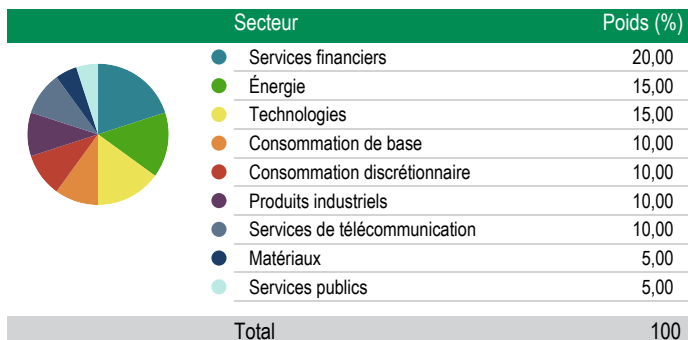 Secteur Poids (%)
Services financiers 20,00
Énergie 15,00
Technologies 15,00
Consommation de base 10,00
Consommation discrétionnaire 10,00
Produits industriels 10,00
Services de télécommunication 10,00
Matériaux 5,00
Services publics 5,00
Total 100